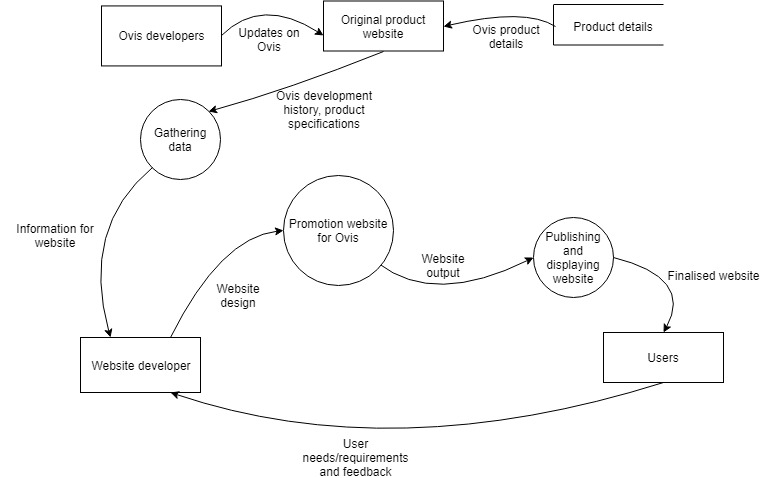 Ovis developers
Updates on
Ovis
Original product
website
Ovis product
details
Product details
Ovis development
history, product
specifications
Gathering
data
Information for
website
Promotion website
for Ovis
Website
design
Website
output
Publishing
and
displaying
website
Finalised website
Website developer
Users
User
needs/requirements
and feedback